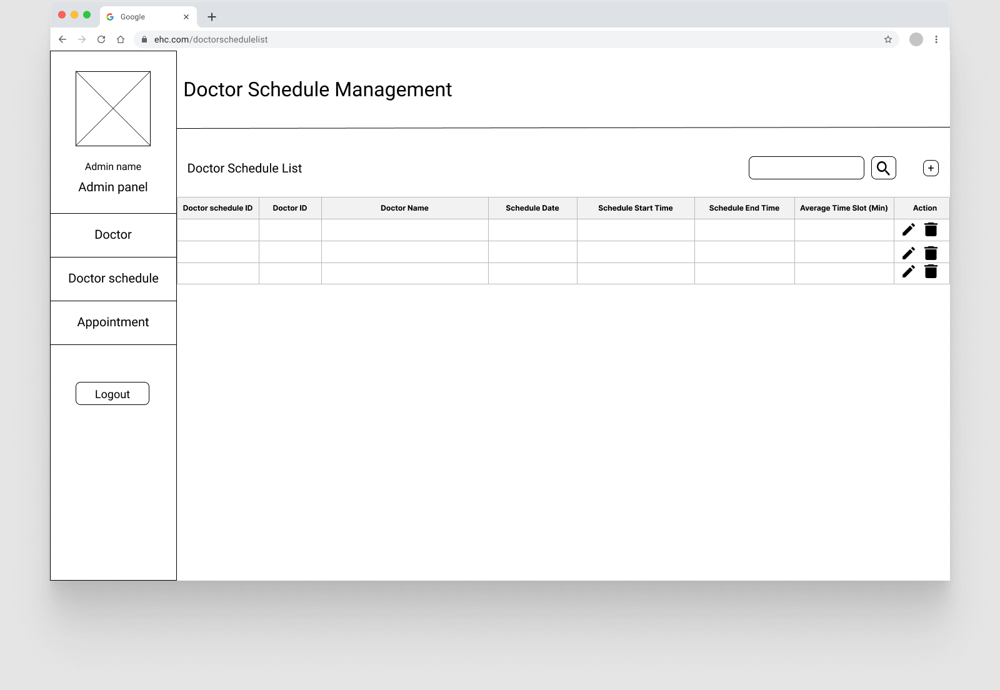 Google
ehc.com/doctorschedulelist
Admin name
Admin panel
Doctor
Doctor schedule
Appointment
Logout
Doctor Schedule Management
Doctor Schedule List
+
Doctor schedule ID Doctor ID Doctor Name Schedule Date Schedule Start Time Schedule End Time Average Time Slot (Min) Action